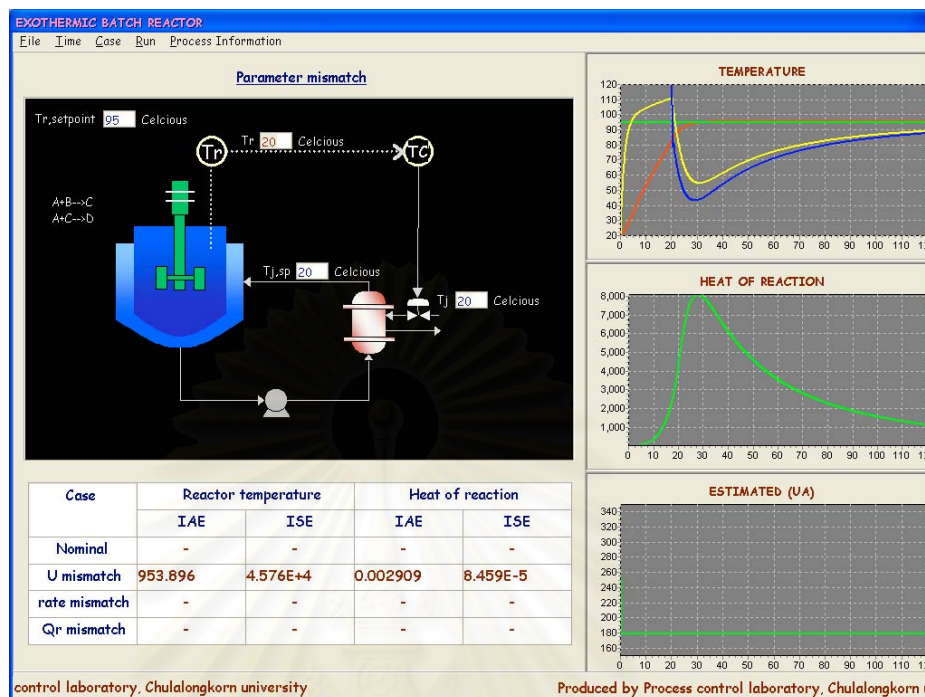 EXOTHERMIC BATCH REACTOR
File Time Case Run Process Information
Parameter mismatch
Tr,setpoint 95 Celcious
Tr 20 Celcious
Tr
TC
A+B-->C
A+C-->D
Tj,sp 20 Celcious
Tj 20 Celcious
Case Reactor temperature Heat of reaction
IAE ISE IAE ISE
Nominal - - - -
U mismatch 953.896 4.576E+4 0.002909 8.459E-5
rate mismatch - - - -
Qr mismatch - - - -
TEMPERATURE
120
110
100
90
80
70
60
50
40
30
20
0 10 20 30 40 50 60 70 80 90 100 110 12
HEAT OF REACTION
8,000
7,000
6,000
5,000
4,000
3,000
2,000
1,000
0 10 20 30 40 50 60 70 80 90 100 110 12
ESTIMATED (UA)
340
320
300
280
260
240
220
200
180
160
0 10 20 30 40 50 60 70 80 90 100 110 12
control laboratory, Chulalongkorn university
Produced by Process control laboratory, Chulalongkorn